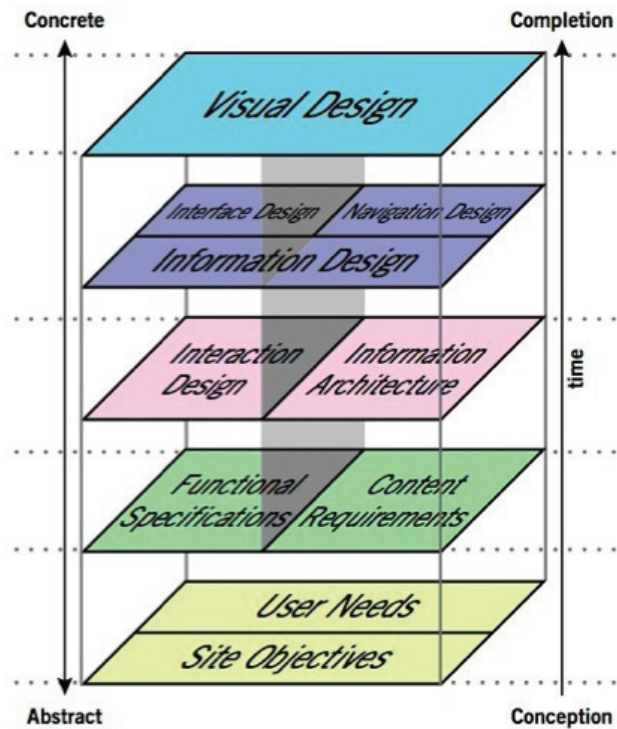 Concrete
Completion
Visual Design
Interface Design
Navigation Design
Information Design
Interaction
Design
Information
Architecture
time
Functional
Specifications
Content
Requirements
User Needs
Site Objectives
Abstract
Conception